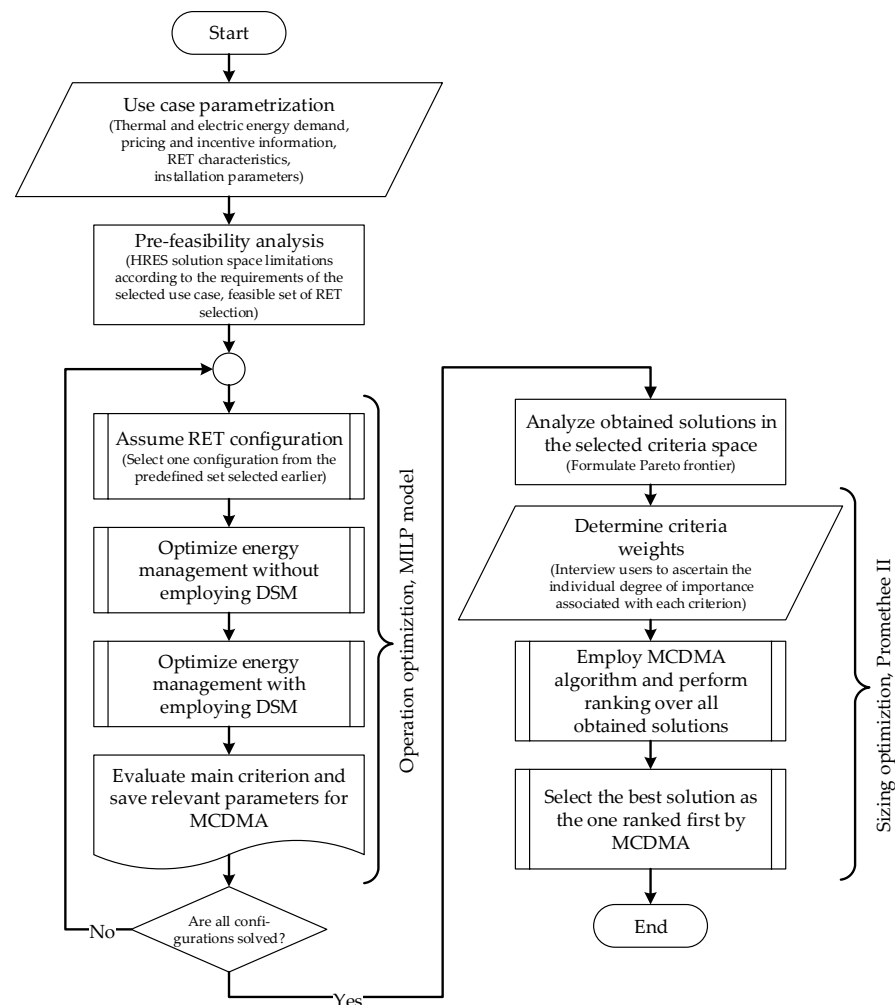 Start
Use case parametrization
(Thermal and electric energy demand,
pricing and incentive information,
RET characteristics,
installation parameters)
Pre-feasibility analysis
(HRES solution space limitations
according to the requirements of the
selected use case, feasible set of RET
selection)
Assume RET configuration
(Select one configuration from the
predefined set selected earlier)
Optimize energy
management without
employing DSM
Optimize energy
management with
employing DSM
Evaluate main criterion and
save relevant parameters for
MCDMA
Are all confi-
gurations solved?
No
Yes
Operation optimiztion, MILP model
Analyze obtained solutions in
the selected criteria space
(Formulate Pareto frontier)
Determine criteria
weights
(Interview users to ascertain the
individual degree of importance
associated with each criterion)
Employ MCDMA
algorithm and perform
ranking over all
obtained solutions
Select the best solution as
the one ranked first by
MCDMA
End
Sizing optimiztion, Promethee II